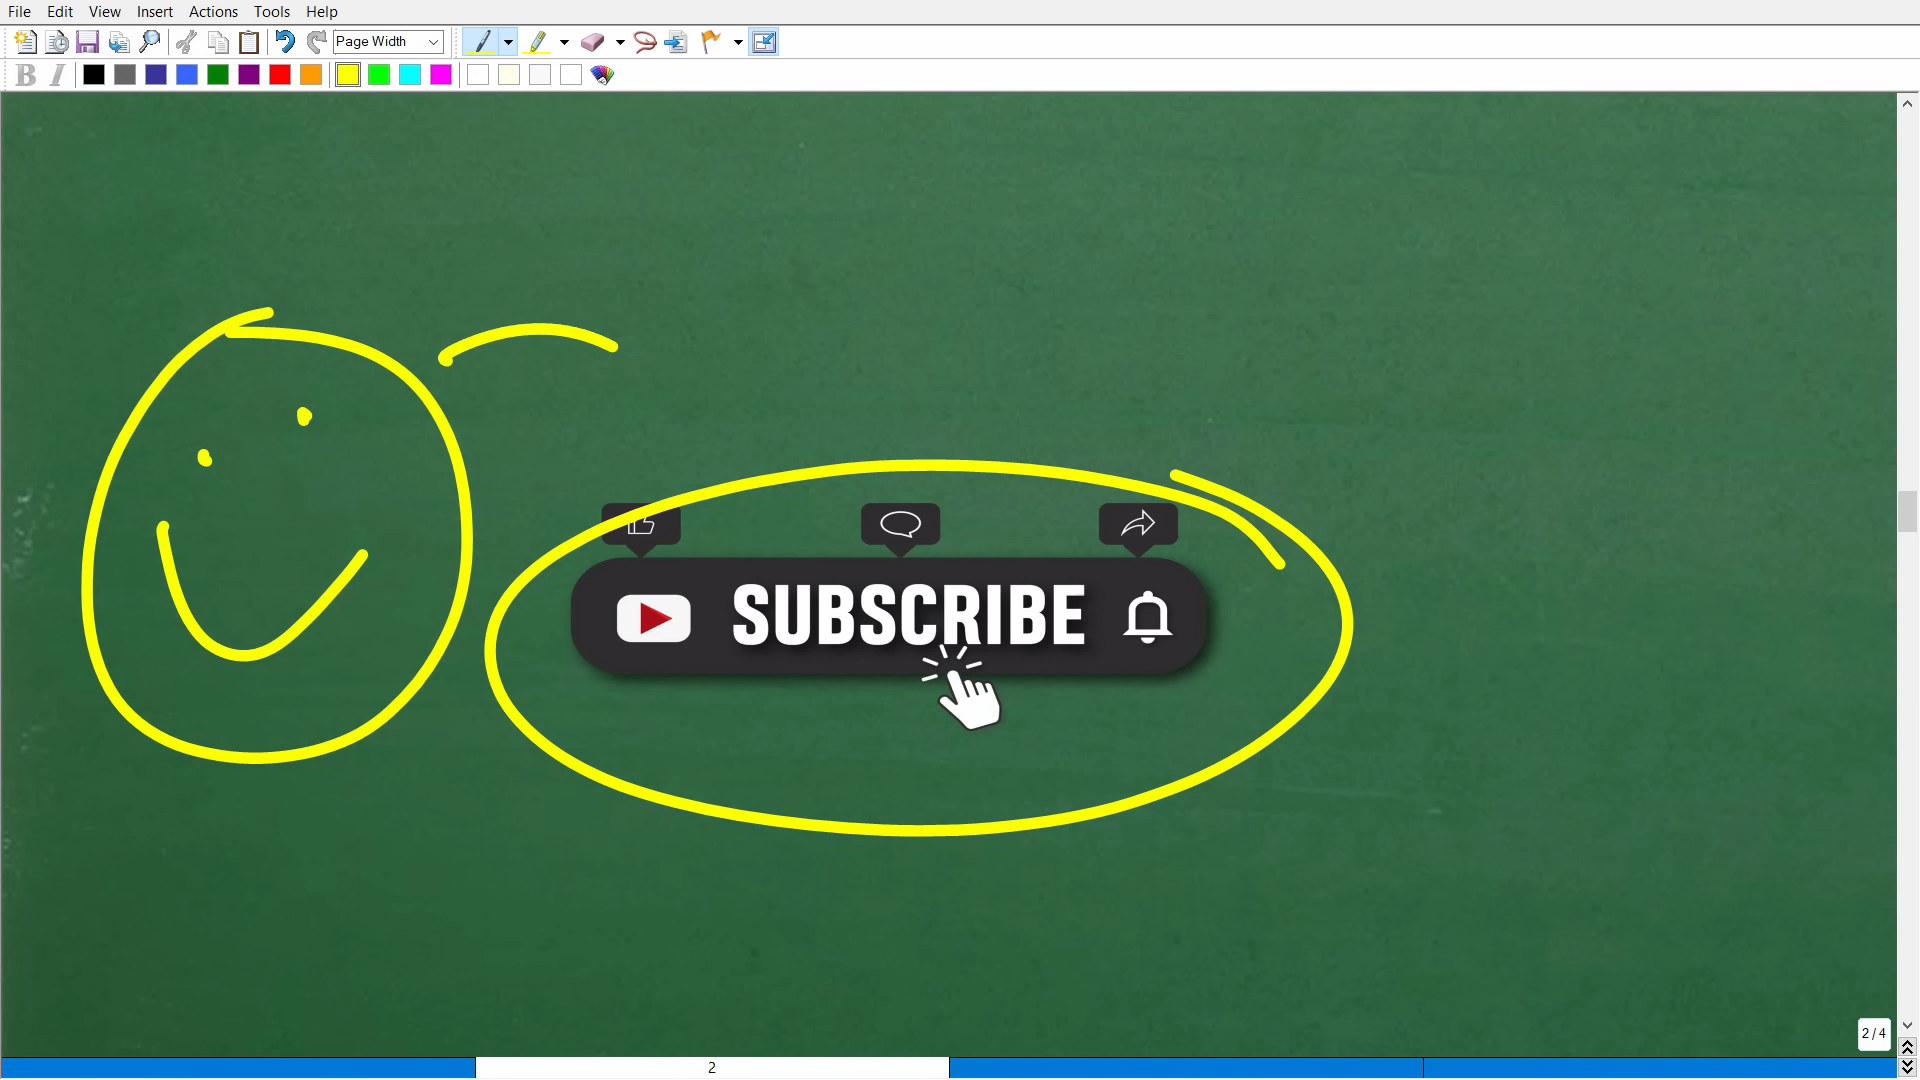 File Edit View Insert Actions Tools Help
Page Width
B I
SUBSCRIBE
2 / 4
2